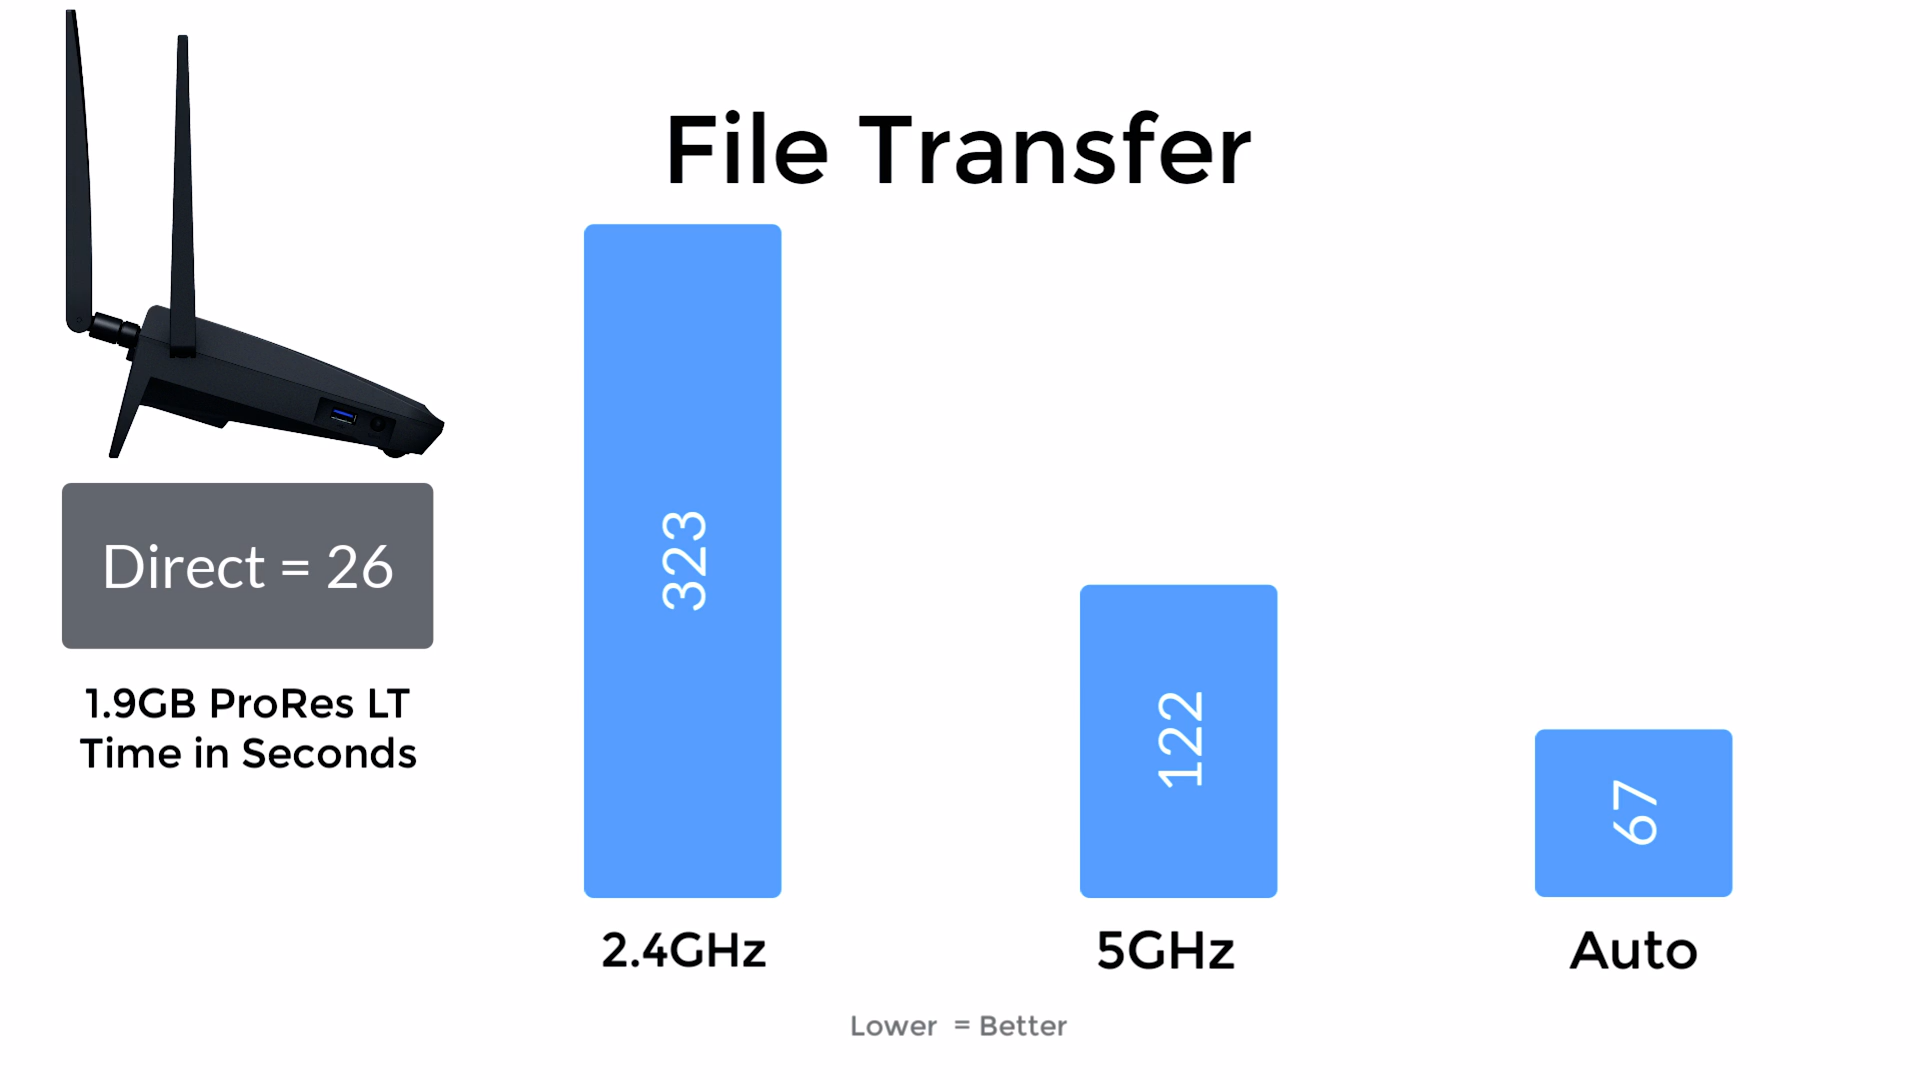 File Transfer
Direct = 26
1.9GB ProRes LT
Time in Seconds
323
122
67
2.4GHz
5GHz
Auto
Lower = Better